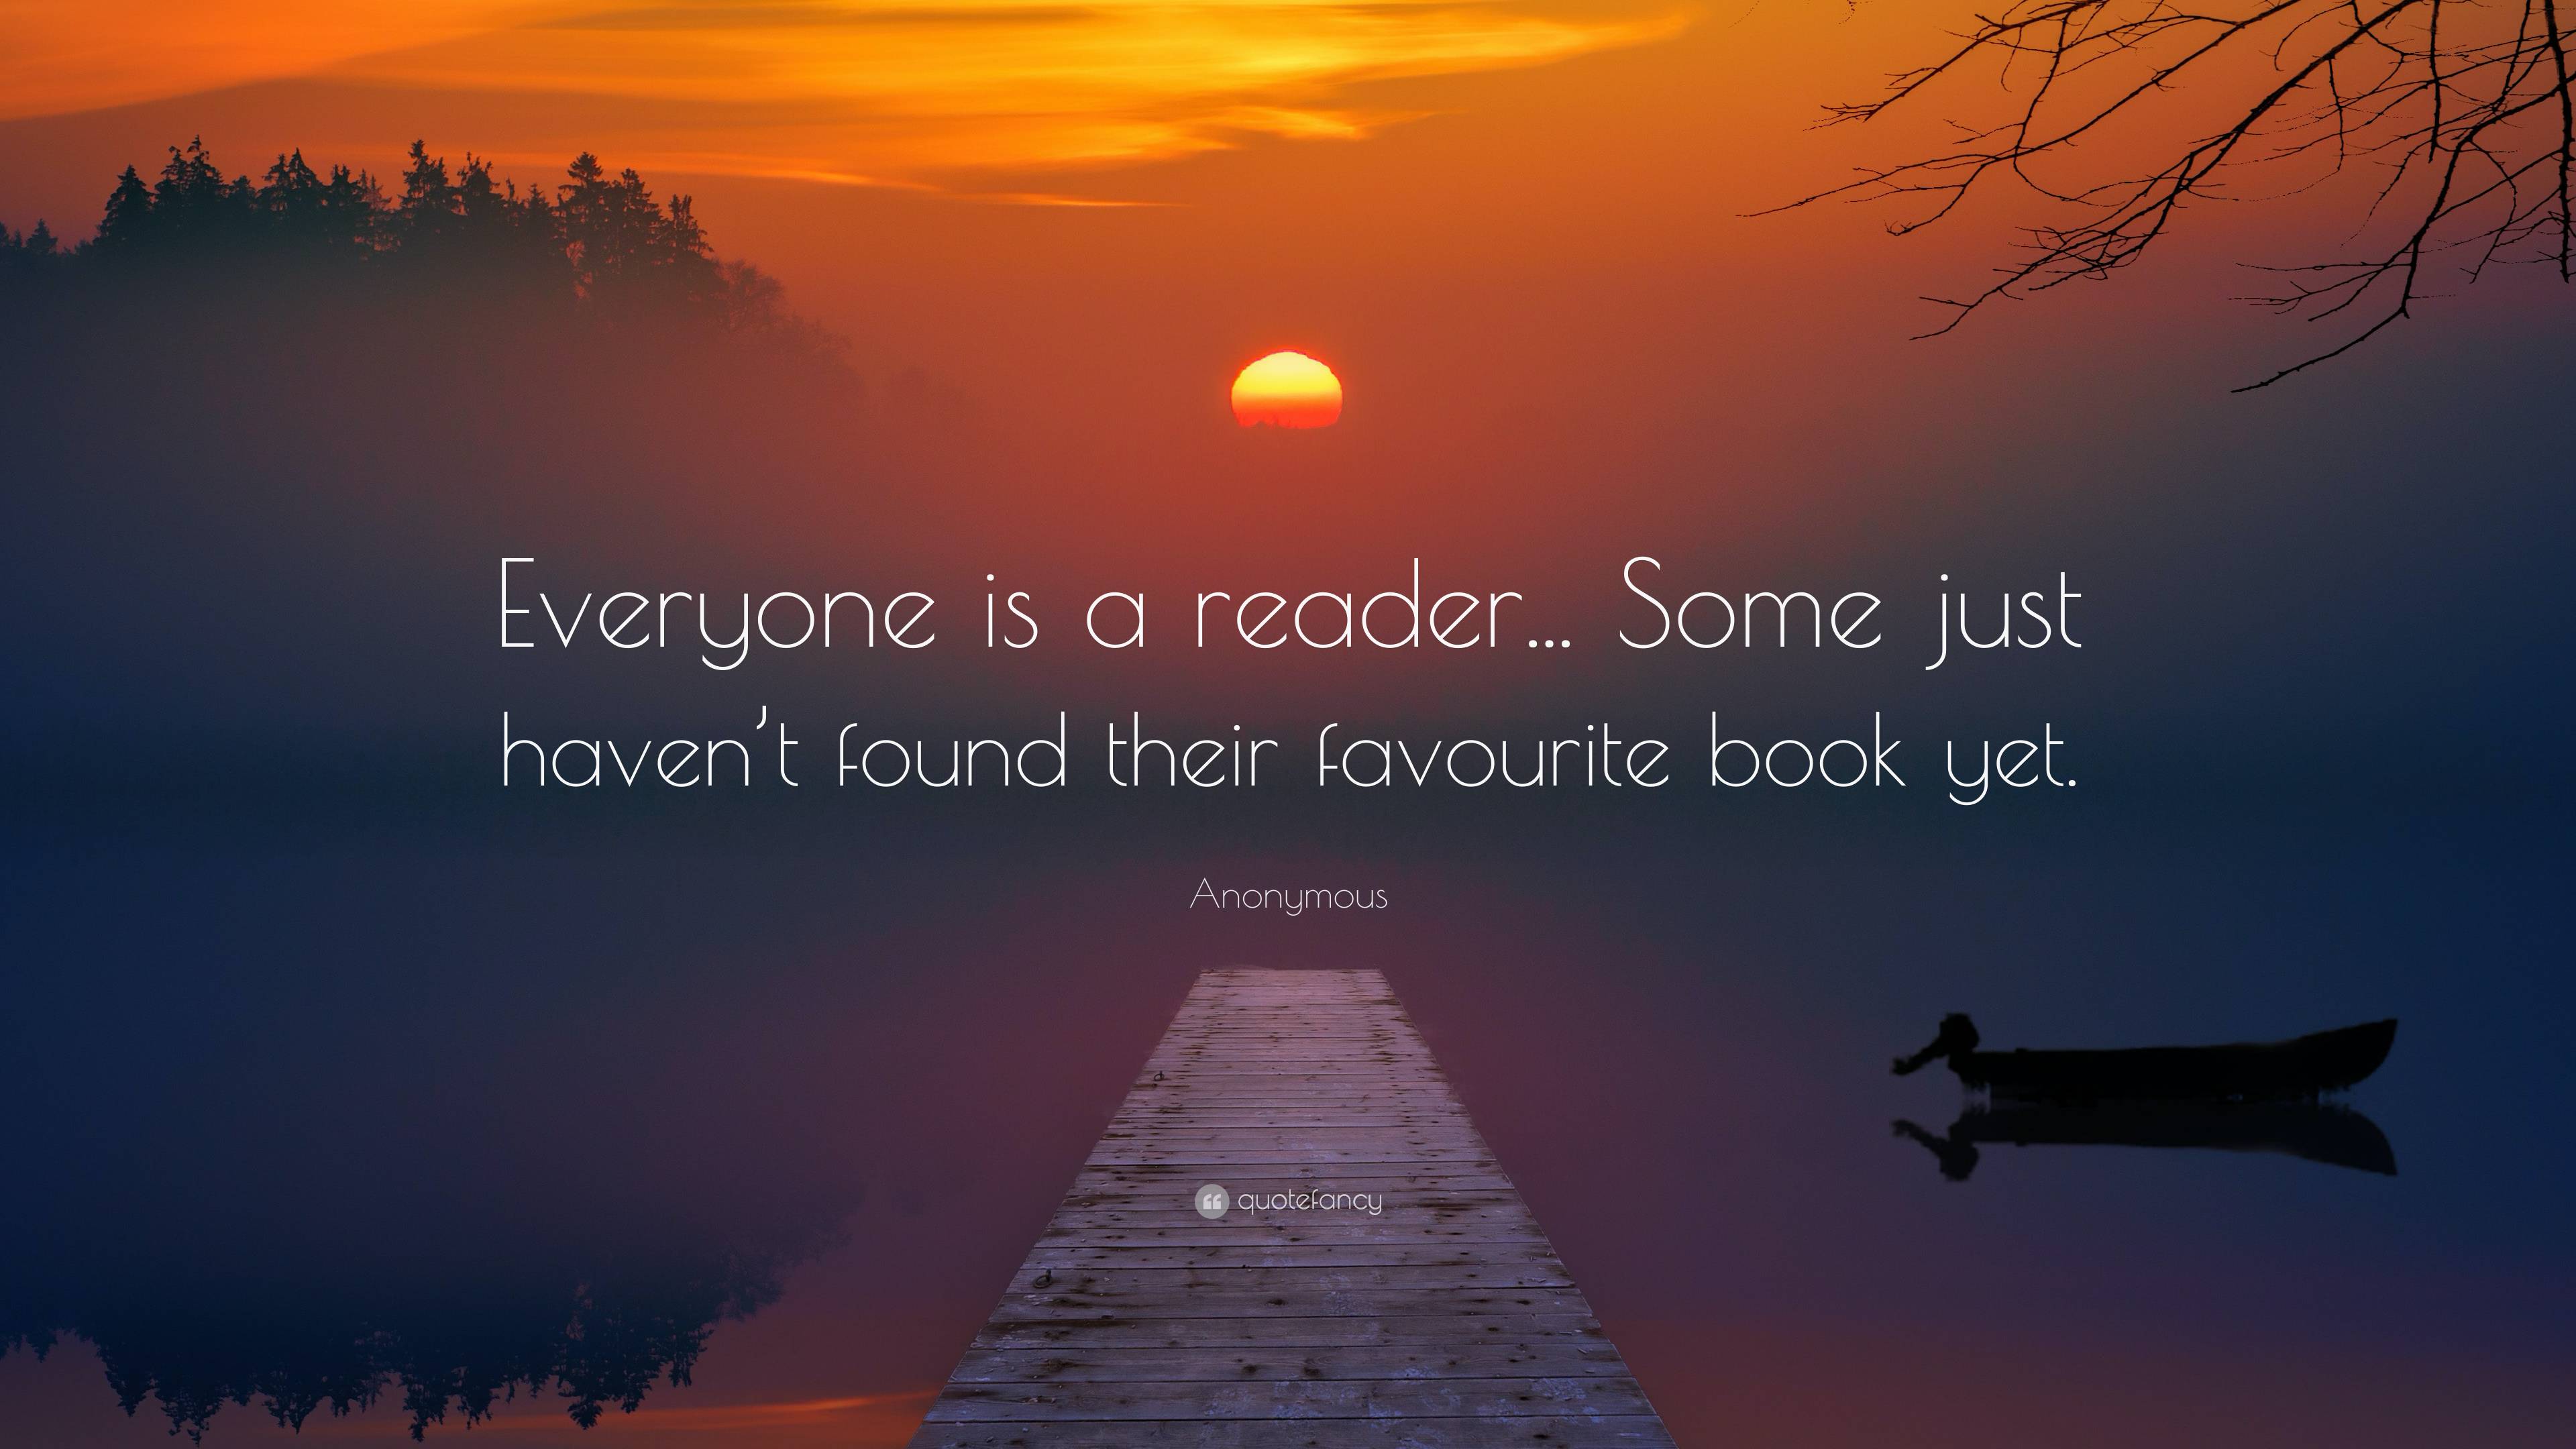 Everyone is a reader... Some just
haven’t found their favourite book yet.
Anonymous
quotefancy